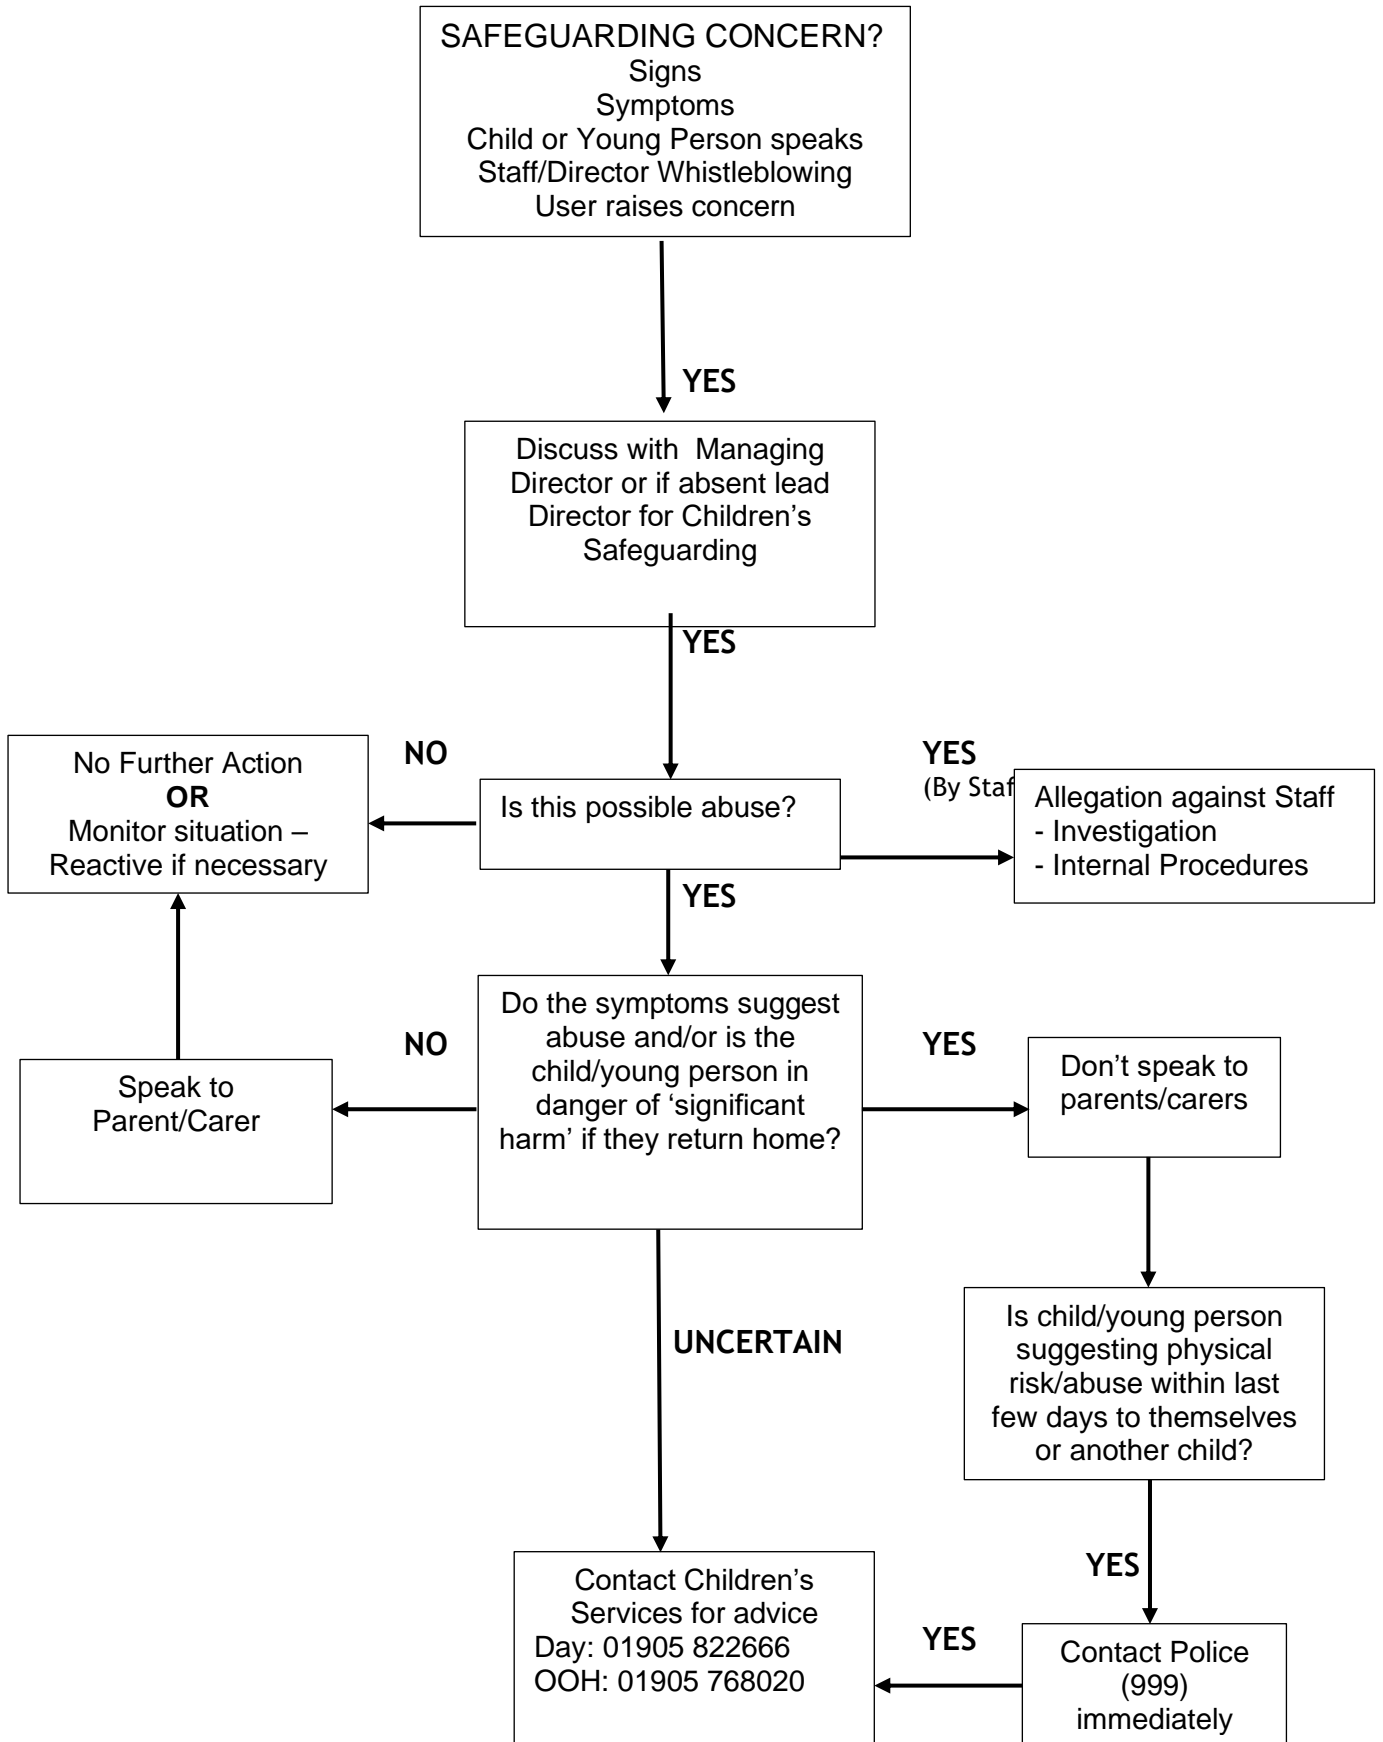 SAFEGUARDING CONCERN?
Signs
Symptoms
Child or Young Person speaks
Staff/Director Whistleblowing
User raises concern
YES
Discuss with Managing
Director or if absent lead
Director for Children’s
Safeguarding
YES
No Further Action
OR
Monitor situation –
Reactive if necessary
NO
Is this possible abuse?
YES
(By Staf
Allegation against Staff
- Investigation
- Internal Procedures
YES
Do the symptoms suggest
abuse and/or is the
child/young person in
danger of ‘significant
harm’ if they return home?
NO
Speak to
Parent/Carer
YES
Don’t speak to
parents/carers
Is child/young person
suggesting physical
risk/abuse within last
few days to themselves
or another child?
UNCERTAIN
YES
Contact Children’s
Services for advice
Day: 01905 822666
OOH: 01905 768020
YES
Contact Police
(999)
immediately